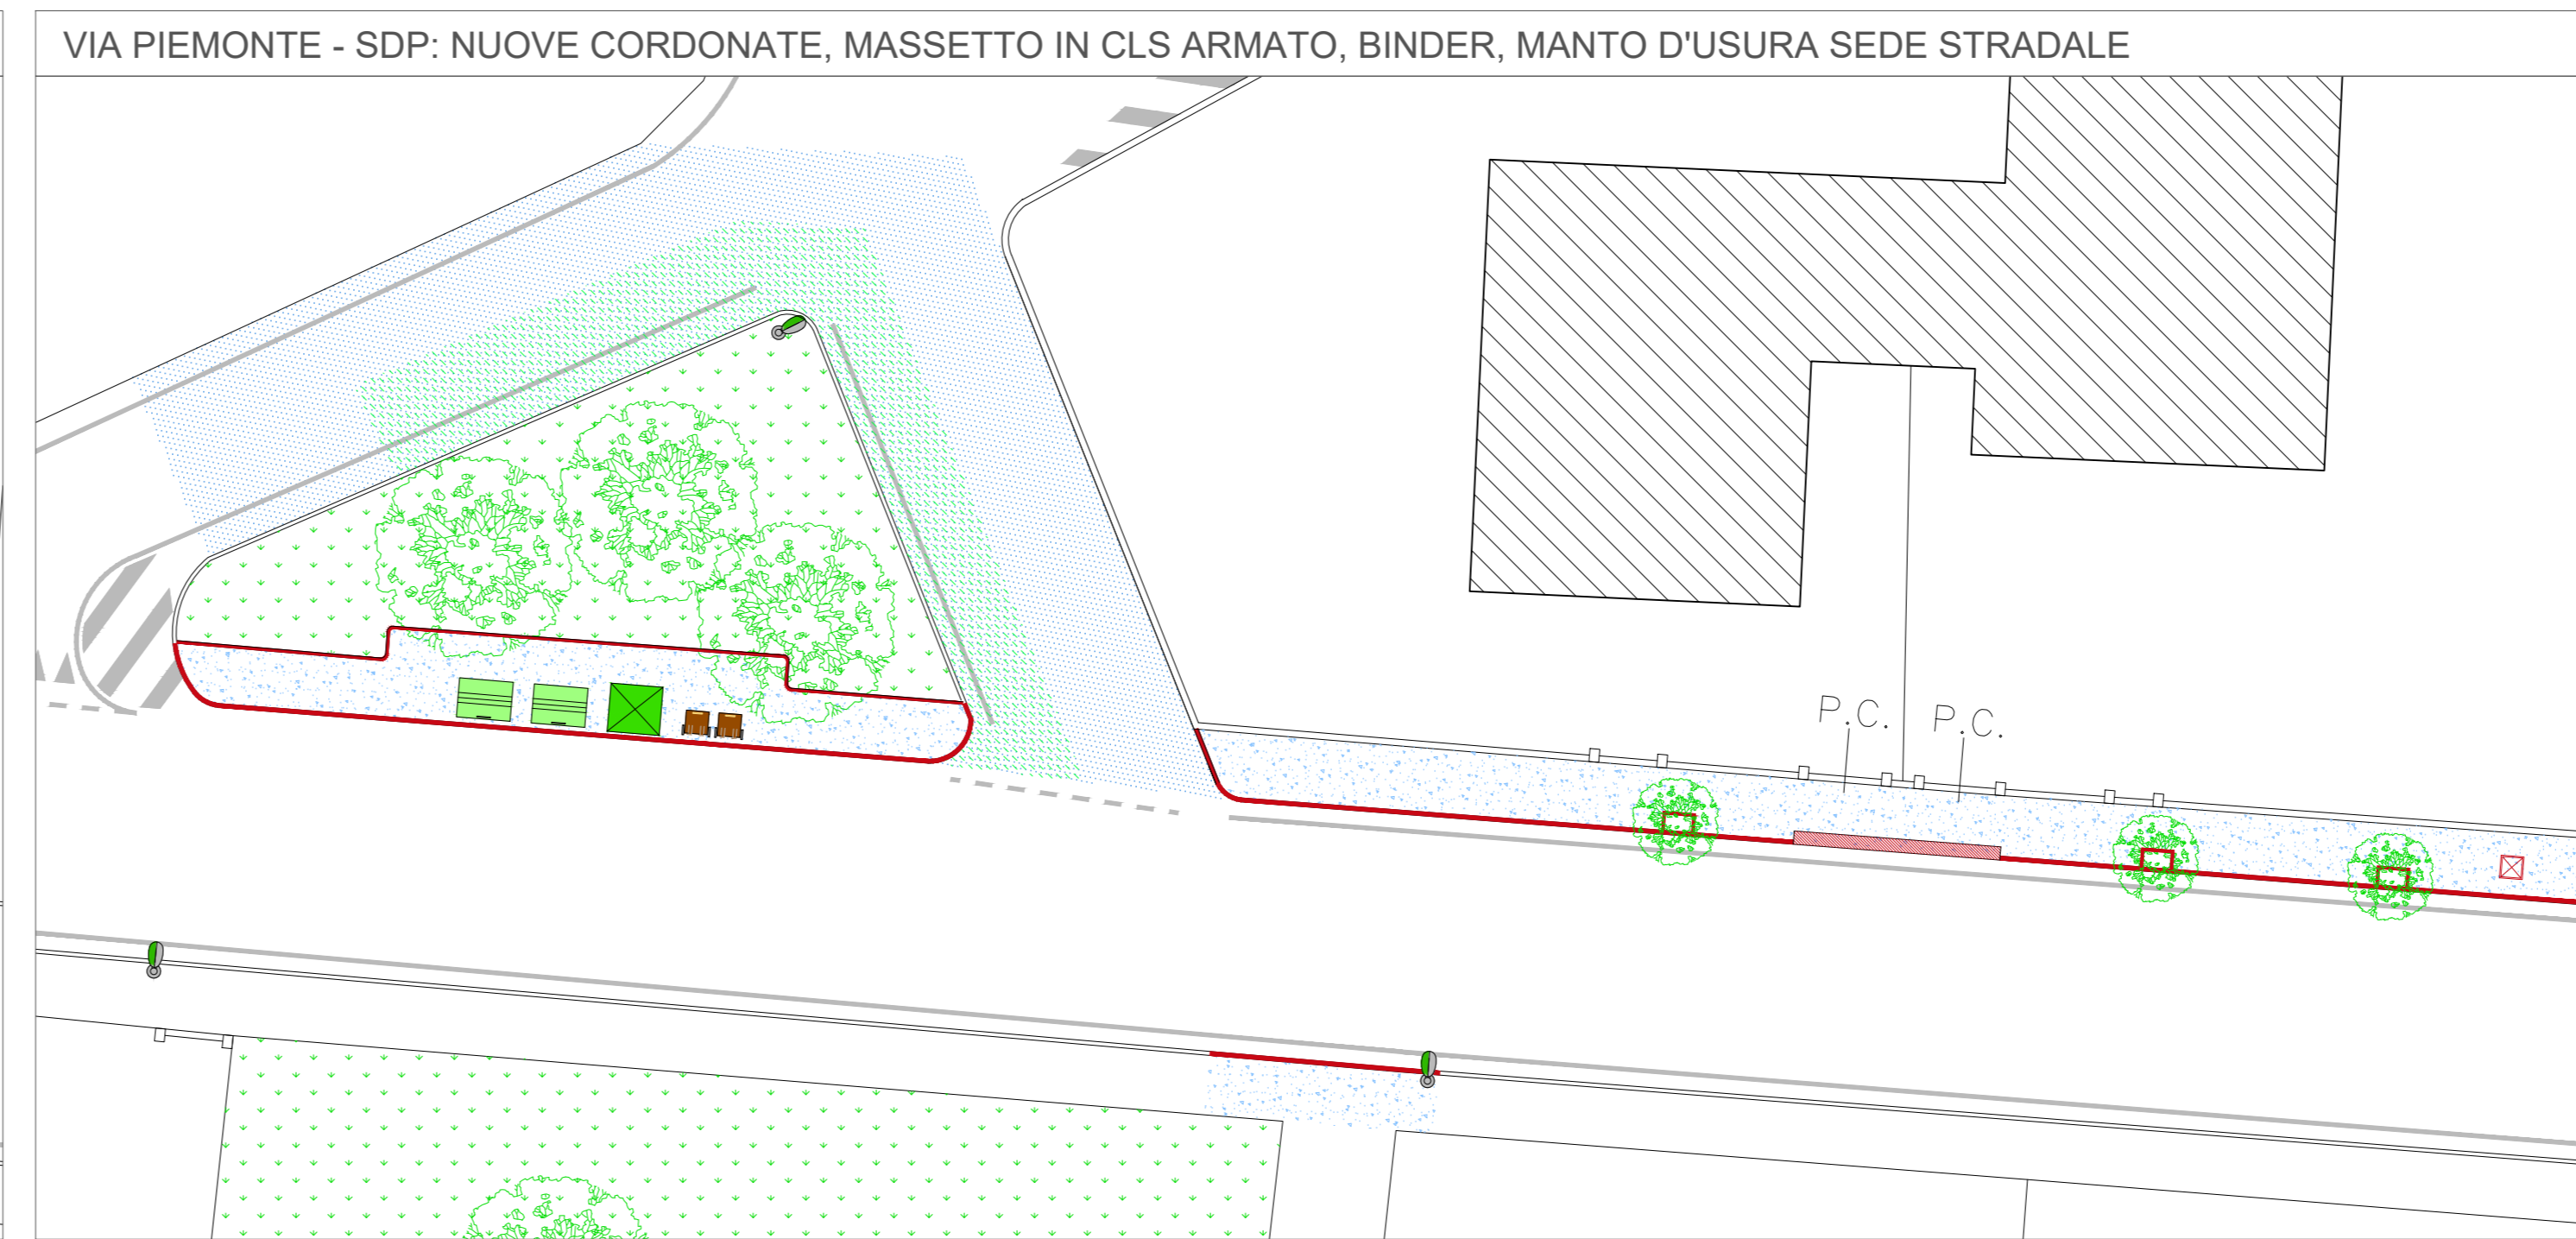 VIA PIEMONTE - SDP: NUOVE CORDONATE, MASSETTO IN CLS ARMATO, BINDER, MANTO D'USURA SEDE STRADALE
P.C. P.C.